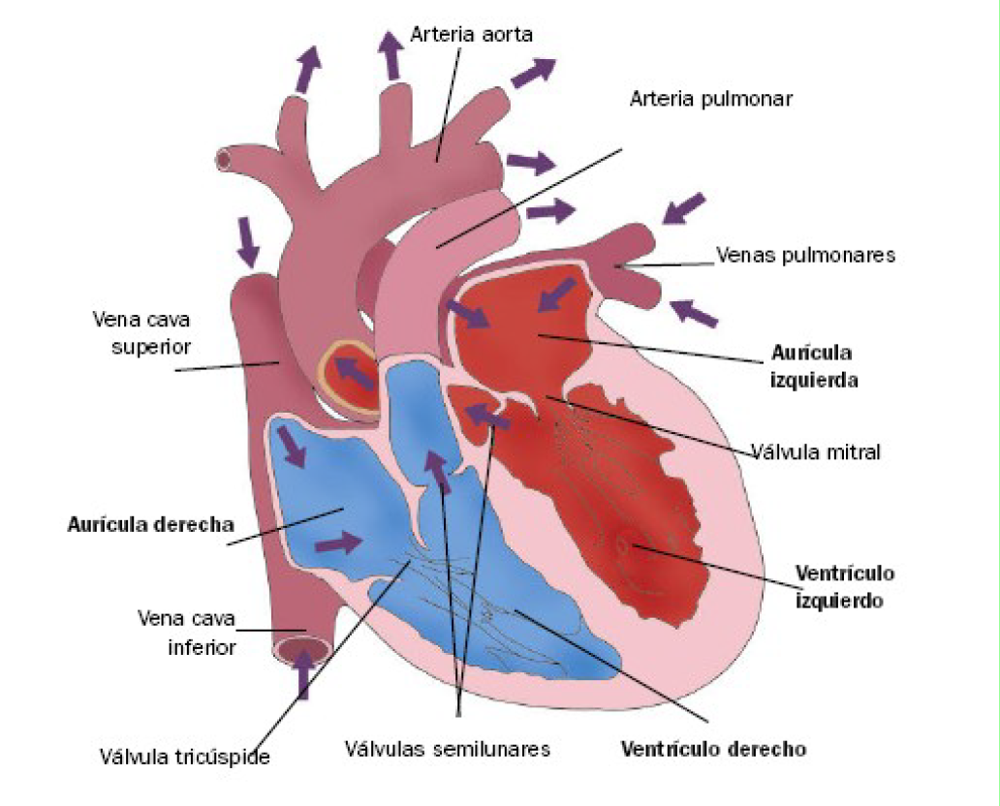 Arteria aorta
Arteria pulmonar
Venas pulmonares
Vena cava
superior
Aurícula
izquierda
Válvula mitral
Aurícula derecha
Ventrículo
izquierdo
Vena cava
inferior
Válvula tricúspide
Válvulas semilunares
Ventrículo derecho